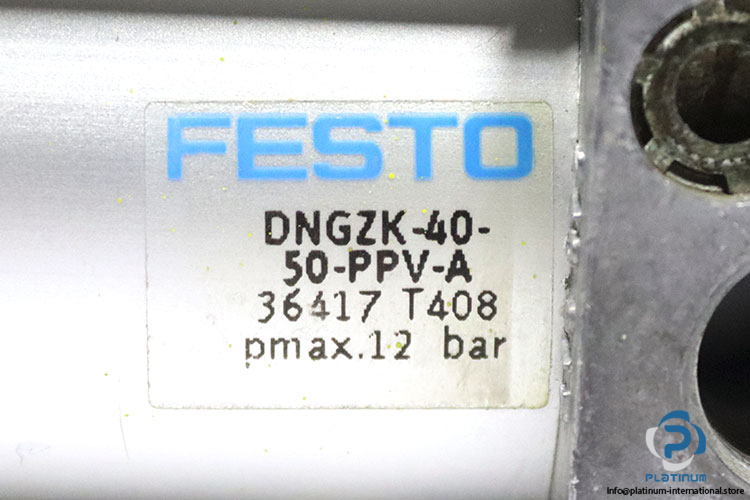 FESTO
DNGZK-40-
50-PPV-A
36417 T408
pmax.12 bar
PLATINUM
Info@platinum-international.store